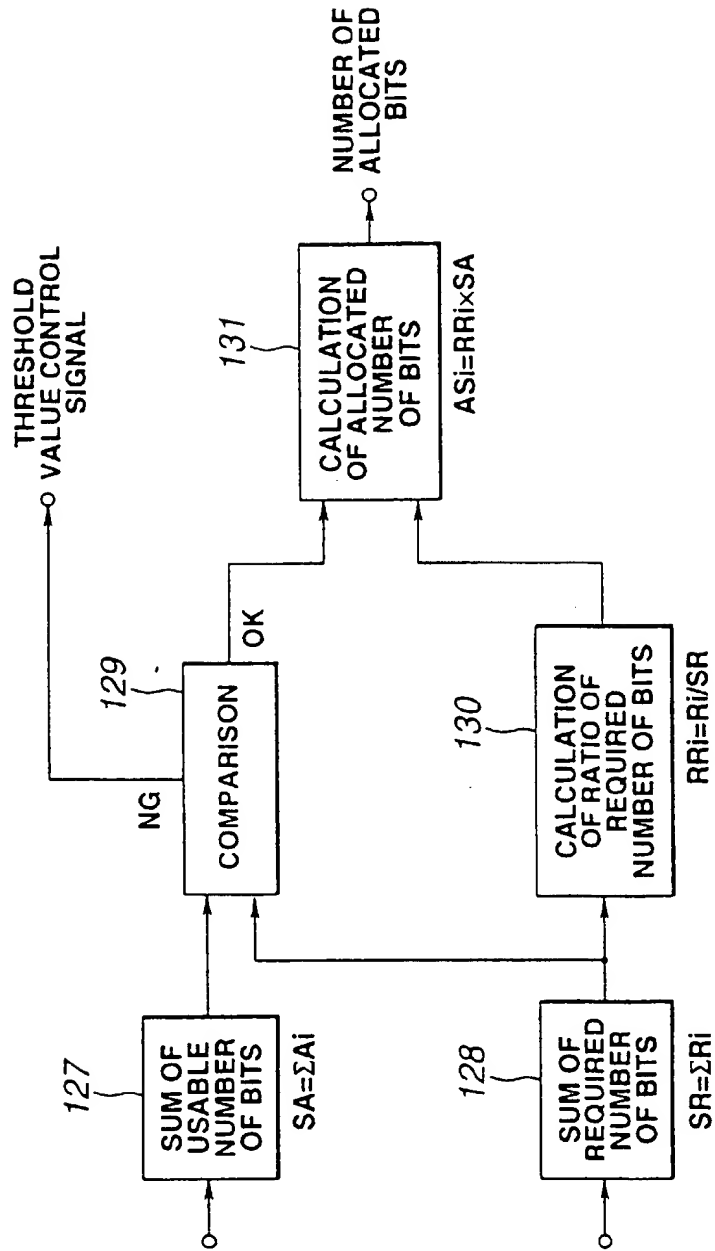 THRESHOLD
VALUE CONTROL
SIGNAL
127
SUM OF
USABLE
NUMBER
OF BITS
SA=ΣAi
129
COMPARISON
NG
OK
131
CALCULATION
OF ALLOCATED
NUMBER
OF BITS
ASi=RRi×SA
NUMBER OF
ALLOCATED
BITS
128
SUM OF
REQUIRED
NUMBER
OF BITS
SR=ΣRi
130
CALCULATION
OF RATIO OF
REQUIRED
NUMBER OF BITS
RRi=Ri/SR